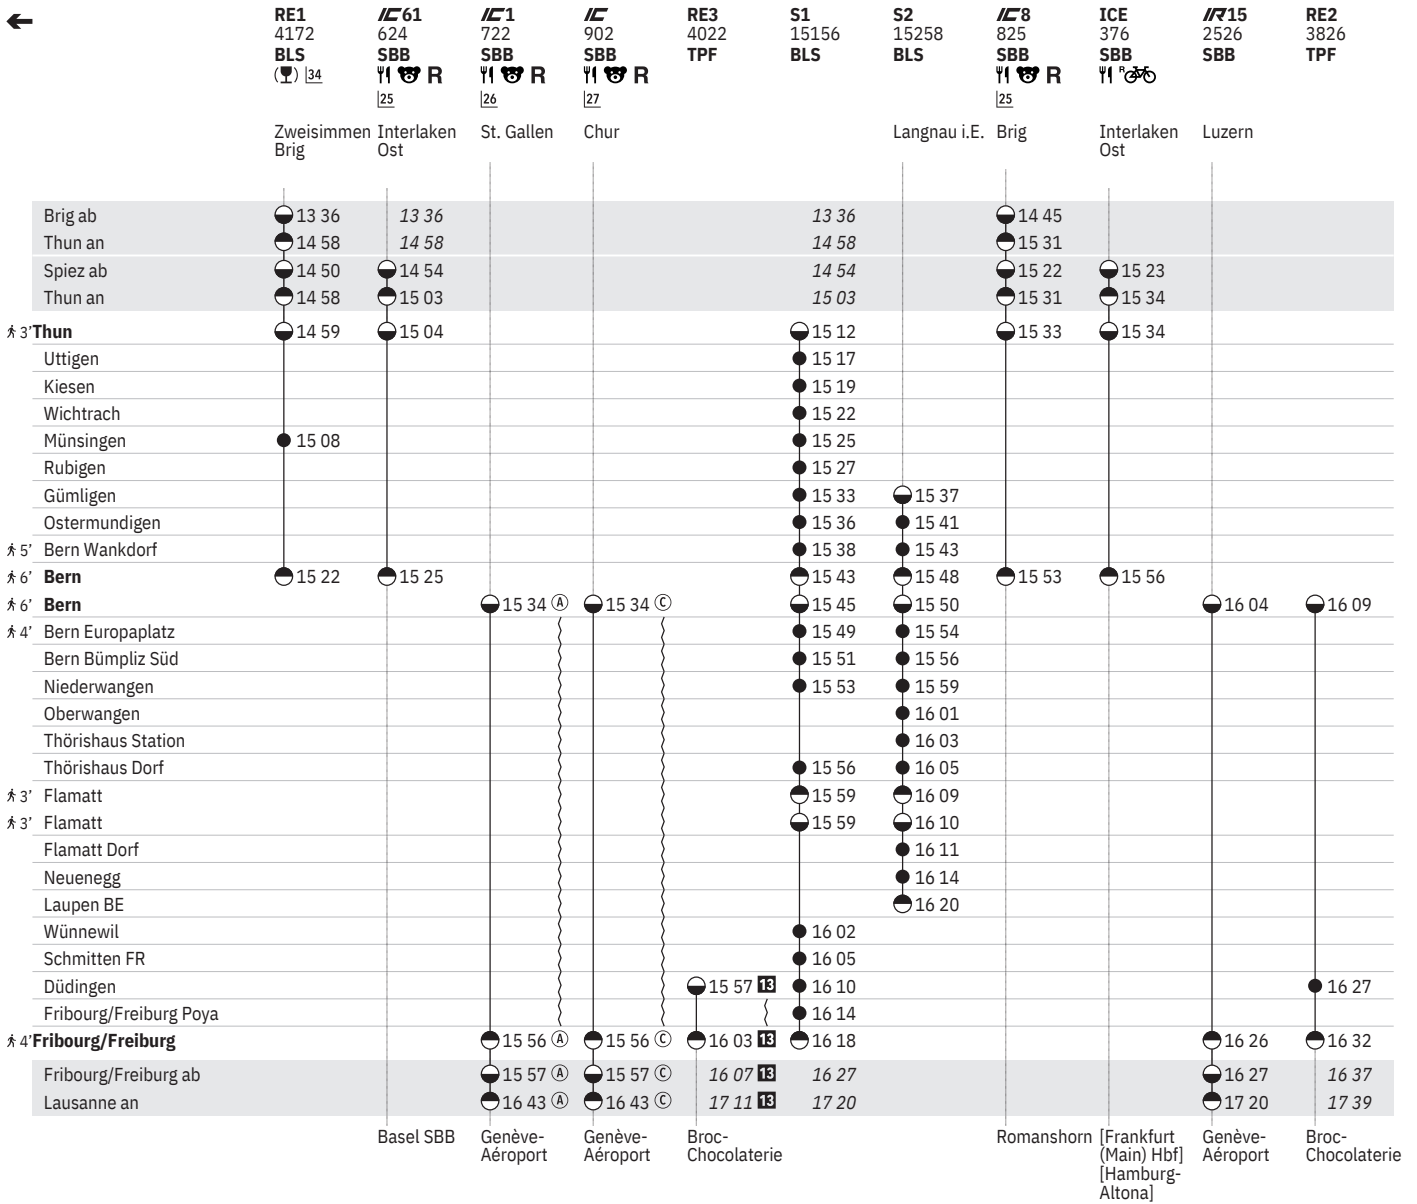 RE1 IC61 IC1 IC RE3 S1 S2 IC8 ICE IR15 RE2
4172 624 722 902 4022 15156 15258 825 376 2526 3826
BLS SBB SBB SBB TPF BLS BLS SBB SBB SBB TPF
( ) 34 R R R R R
25 26 27 25
Zweisimmen Interlaken St. Gallen Chur Langnau i.E. Brig Interlaken Luzern
Brig Ost Ost
Brig ab 13 36 13 36 13 36 14 45
Thun an 14 58 14 58 14 58 15 31
Spiez ab 14 50 14 54 14 54 15 22 15 23
Thun an 14 58 15 03 15 03 15 31 15 34
3' Thun 14 59 15 04 15 12 15 33 15 34
Uttigen 15 17
Kiesen 15 19
Wichtrach 15 22
Münsingen 15 08 15 25
Rubigen 15 27
Gümligen 15 33 15 37
Ostermundigen 15 36 15 41
5' Bern Wankdorf 15 38 15 43
6' Bern 15 22 15 25 15 43 15 48 15 53 15 56
6' Bern 15 34 A 15 34 C 15 45 15 50 16 04 16 09
4' Bern Europaplatz 15 49 15 54
Bern Bümpliz Süd 15 51 15 56
Niederwangen 15 53 15 59
Oberwangen 16 01
Thörishaus Station 16 03
Thörishaus Dorf 15 56 16 05
3' Flamatt 15 59 16 09
3' Flamatt 15 59 16 10
Flamatt Dorf 16 11
Neuenegg 16 14
Laupen BE 16 20
Wünnewil 16 02
Schmitten FR 16 05
Düdingen 15 57 13 16 10 16 27
Fribourg/Freiburg Poya 16 14
4' Fribourg/Freiburg 15 56 A 15 56 C 16 03 13 16 18 16 26 16 32
Fribourg/Freiburg ab 15 57 A 15 57 C 16 07 13 16 27 16 27 16 37
Lausanne an 16 43 A 16 43 C 17 11 13 17 20 17 20 17 39
Basel SBB Genève- Genève- Broc- Romanshorn [Frankfurt Genève- Broc-
Aéroport Aéroport Chocolaterie (Main) Hbf] Aéroport Chocolaterie
[Hamburg-
Altona]